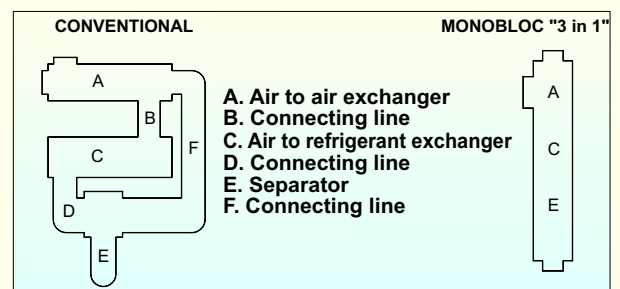 CONVENTIONAL
MONOBLOC "3 in 1"
A
B
C
D
E
F
A. Air to air exchanger
B. Connecting line
C. Air to refrigerant exchanger
D. Connecting line
E. Separator
F. Connecting line
A
C
E